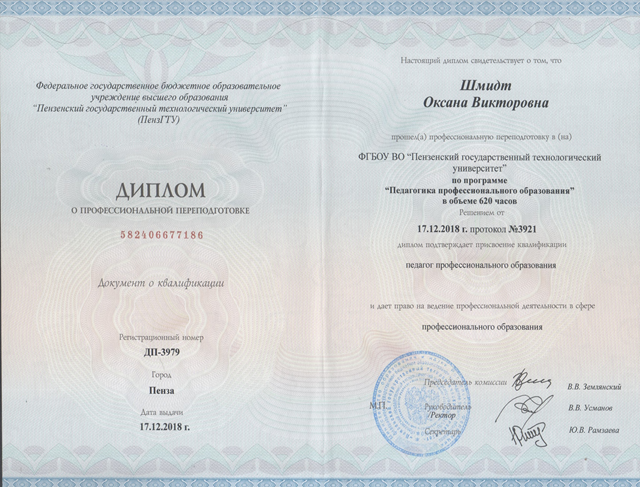 Федеральное государственное бюджетное образовательное
учреждение высшего образования
"Пензенский государственный технологический университет"
(ПензГТУ)
ДИПЛОМ
О ПРОФЕССИОНАЛЬНОЙ ПЕРЕПОДГОТОВКЕ
582406677186
Документ о квалификации
Регистрационный номер
ДП-3979
Город
Пенза
Дата выдачи
17.12.2018 г.
Настоящий диплом свидетельствует о том, что
Шмидт
Оксана Викторовна
прошел(а) профессиональную переподготовку в (на)
ФГБОУ ВО "Пензенский государственный технологический
университет"
по программе
"Педагогика профессионального образования"
в объеме 620 часов
Решением от
17.12.2018 г. протокол №3921
диплом подтверждает присвоение квалификации
педагог профессионального образования
и дает право на ведение профессиональной деятельности в сфере
профессионального образования
Председатель комиссии В.В. Землянский
М.П. Руководитель В.В. Усманов
/Ректор
Секретарь Ю.В. Рамзаева